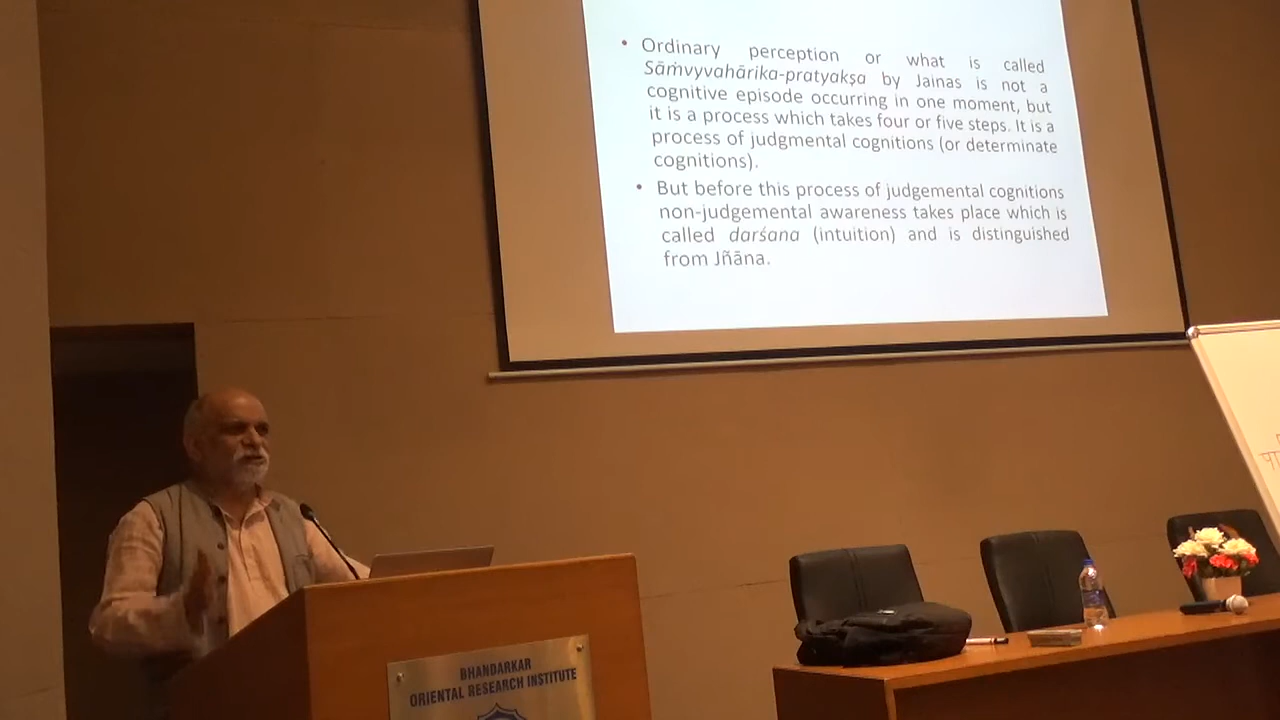 • Ordinary perception or what is called
Sāṁvyvahārika-pratyakṣa by Jainas is not a
cognitive episode occurring in one moment, but
it is a process which takes four or five steps. It is a
process of judgmental cognitions (or determinate
cognitions).
• But before this process of judgemental cognitions
non-judgemental awareness takes place which is
called darśana (intuition) and is distinguished
from Jñāna.
BHANDARKAR
ORIENTAL RESEARCH INSTITUTE